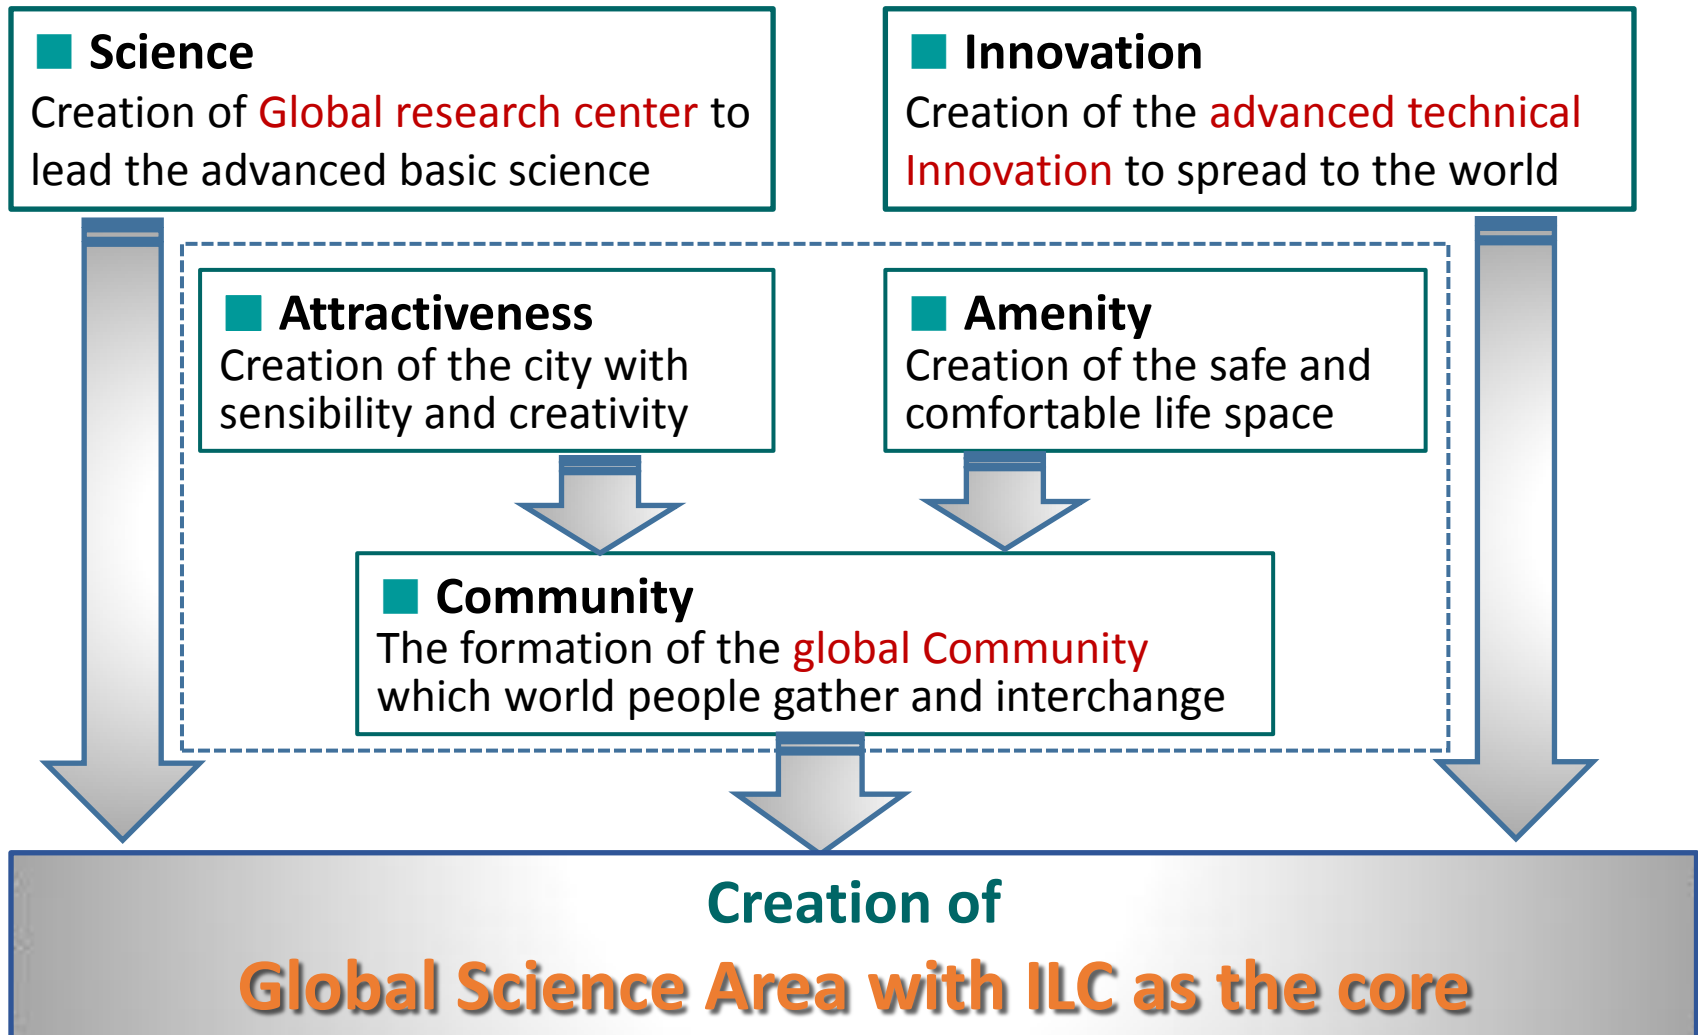 ■ Science
Creation of Global research center to
lead the advanced basic science
■ Innovation
Creation of the advanced technical
Innovation to spread to the world
■ Attractiveness
Creation of the city with
sensibility and creativity
■ Amenity
Creation of the safe and
comfortable life space
■ Community
The formation of the global Community
which world people gather and interchange
Creation of
Global Science Area with ILC as the core